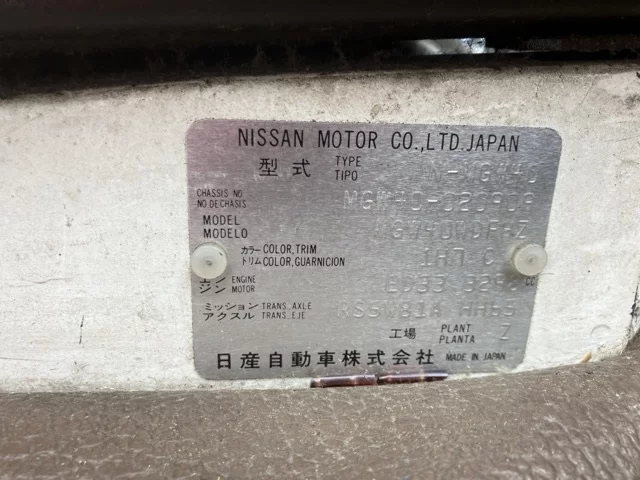 NISSAN MOTOR CO.,LTD.JAPAN
型式 TYPE TIPO
CHASSIS NO NO DE CHASIS
MODEL MODELO
カラー COLOR,TRIM トリム COLOR,GUARNICION H7 C
エンジン ENGINE MOTOR cc
ミッション TRANS. AXLE アクスル TRANS. EJE HH63
工場 PLANT PLANTA Z
日産自動車株式会社 MADE IN JAPAN